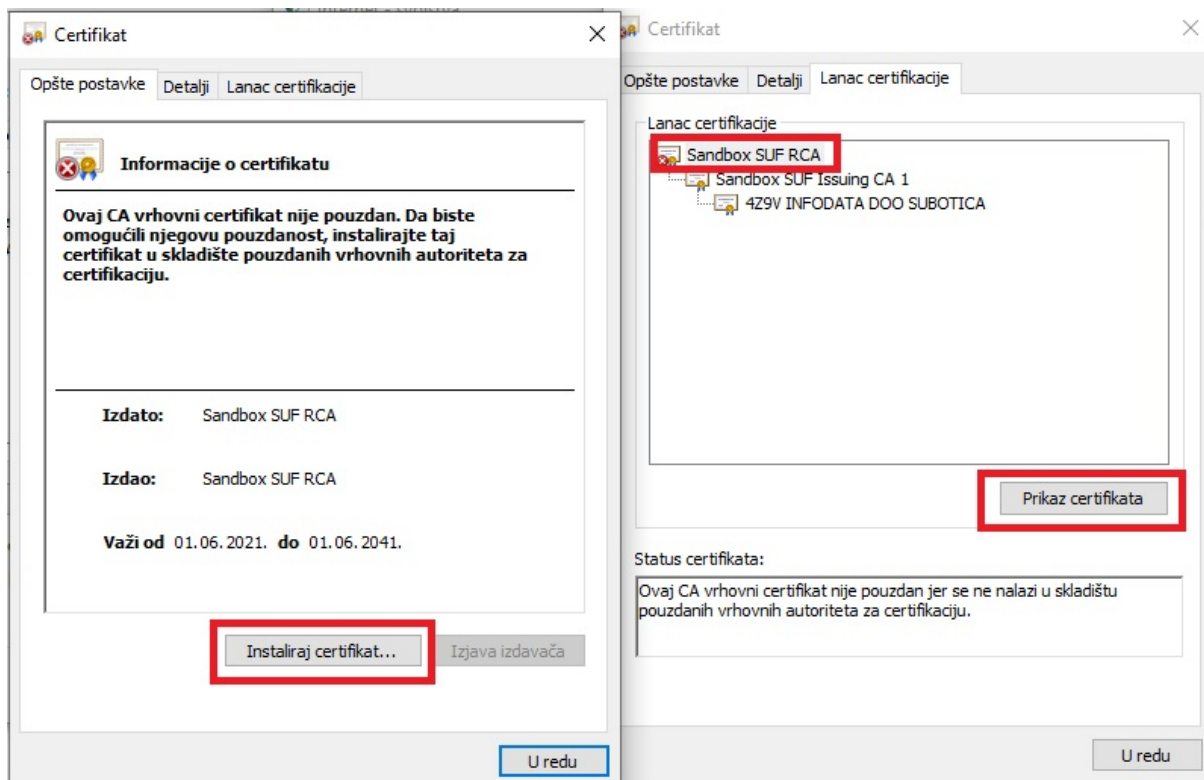 Certifikat
Opšte postavke
Detalji
Lanac certifikacije
Informacije o certifikatu
Ovaj CA vrhovni certifikat nije pouzdan. Da biste
omogućili njegovu pouzdanost, instalirajte taj
certifikat u skladište pouzdanih vrhovnih autoriteta za
certifikaciju.
Izdato: Sandbox SUF RCA
Izdao: Sandbox SUF RCA
Važi od 01.06.2021. do 01.06.2041.
Instaliraj certifikat...
Izjava izdavača
U redu
Certifikat
Opšte postavke
Detalji
Lanac certifikacije
Lanac certifikacije
Sandbox SUF RCA
Sandbox SUF Issuing CA 1
4Z9V INFODATA DOO SUBOTICA
Prikaz certifikata
Status certifikata:
Ovaj CA vrhovni certifikat nije pouzdan jer se ne nalazi u skladištu
pouzdanih vrhovnih autoriteta za certifikaciju.
U redu